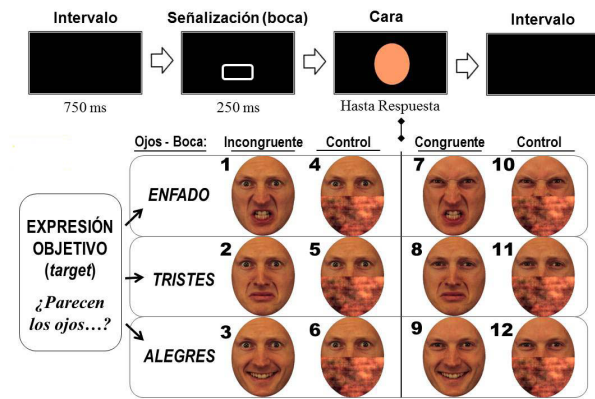 Intervalo
Señalización (boca)
Cara
Intervalo
750 ms
250 ms
Hasta Respuesta
Ojos - Boca:
Incongruente
Control
Congruente
Control
EXPRESIÓN
OBJETIVO
(target)
¿Parecen
los ojos…?
ENFADO
1
4
7
10
TRISTES
2
5
8
11
ALEGRES
3
6
9
12